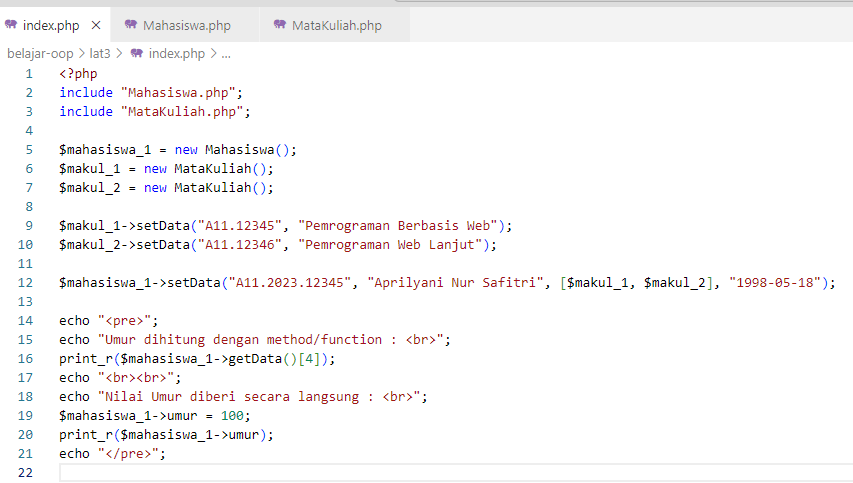 index.php × Mahasiswa.php MataKuliah.php
belajar-oop > lat3 > index.php > ...
1 <?php
2 include "Mahasiswa.php";
3 include "MataKuliah.php";
4
5 $mahasiswa_1 = new Mahasiswa();
6 $makul_1 = new MataKuliah();
7 $makul_2 = new MataKuliah();
8
9 $makul_1->setData("A11.12345", "Pemrograman Berbasis Web");
10 $makul_2->setData("A11.12346", "Pemrograman Web Lanjut");
11
12 $mahasiswa_1->setData("A11.2023.12345", "Aprilyani Nur Safitri", [$makul_1, $makul_2], "1998-05-18");
13
14 echo "<pre>";
15 echo "Umur dihitung dengan method/function : <br>";
16 print_r($mahasiswa_1->getData()[4]);
17 echo "<br><br>";
18 echo "Nilai Umur diberi secara langsung : <br>";
19 $mahasiswa_1->umur = 100;
20 print_r($mahasiswa_1->umur);
21 echo "</pre>";
22